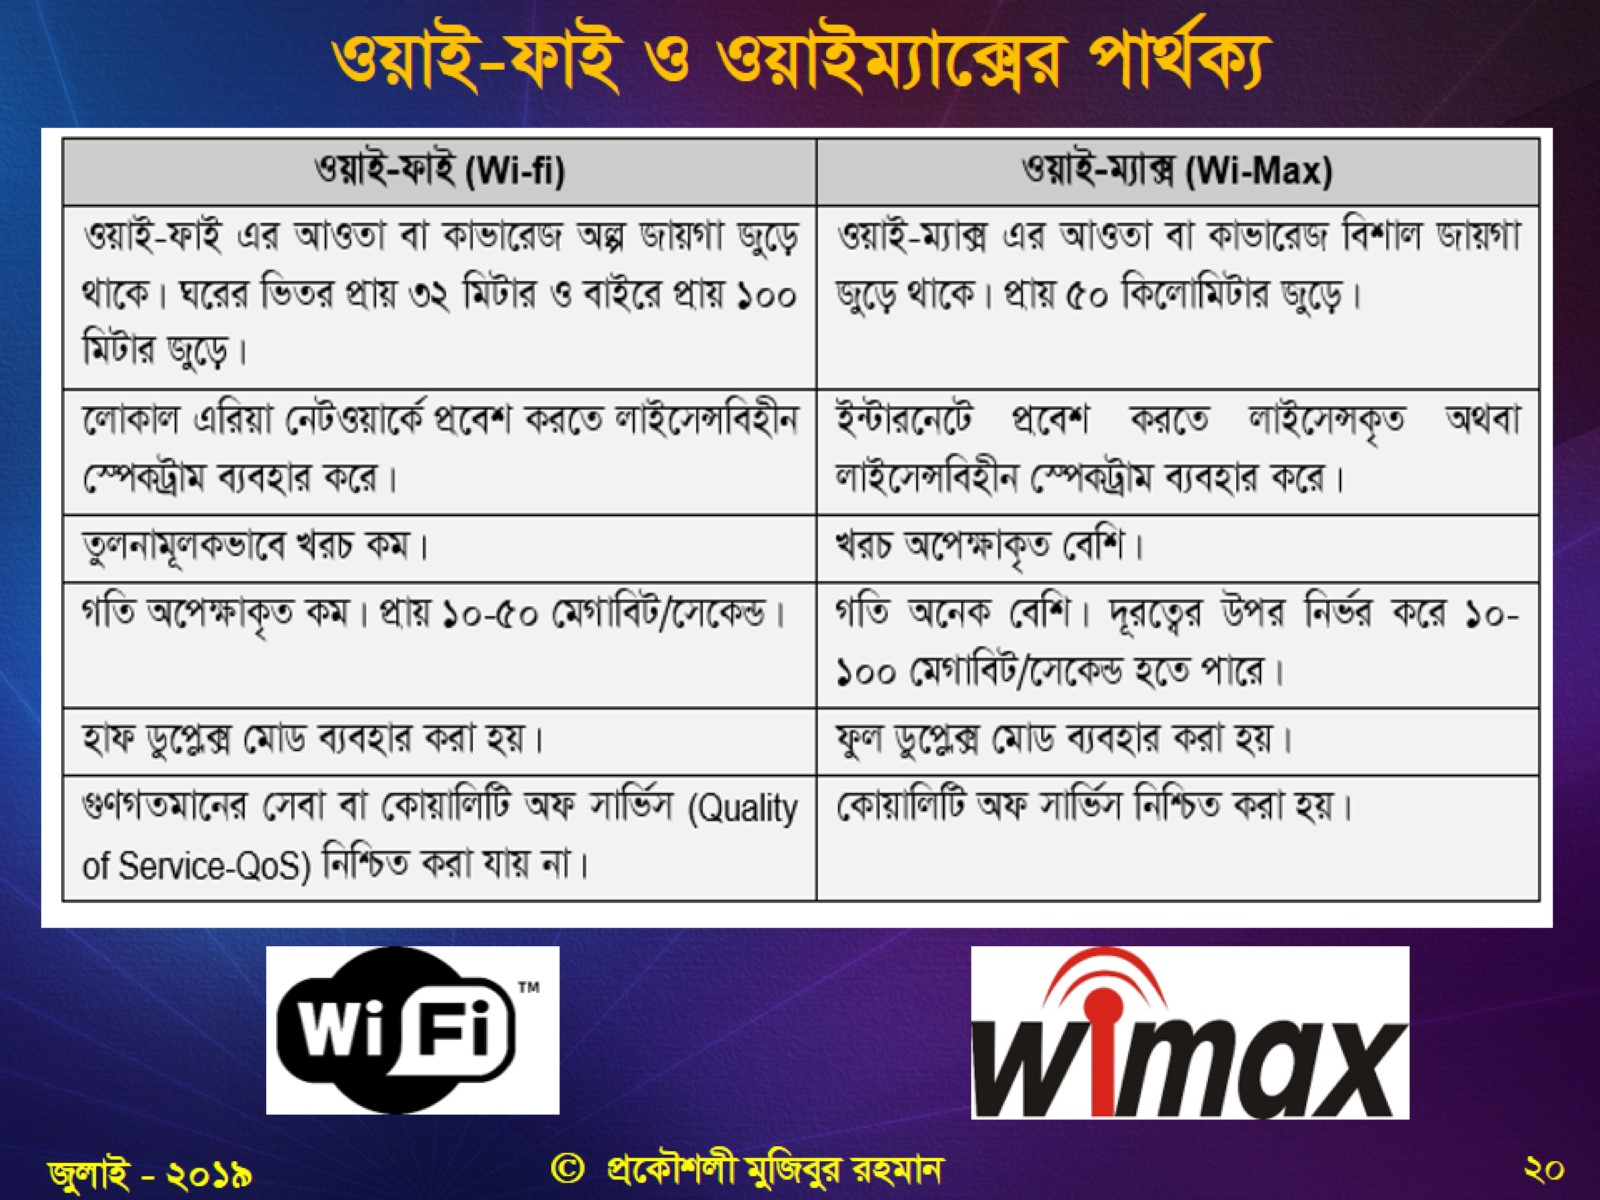 ওয়াই-ফাই ও ওয়াইম্যাক্সের পার্থক্য
ওয়াই-ফাই (Wi-fi)
ওয়াই-ম্যাক্স (Wi-Max)
ওয়াই-ফাই এর আওতা বা কাভারেজ অল্প জায়গা জুড়ে
থাকে। ঘরের ভিতর প্রায় ৩২ মিটার ও বাইরে প্রায় ১০০
মিটার জুড়ে।
ওয়াই-ম্যাক্স এর আওতা বা কাভারেজ বিশাল জায়গা
জুড়ে থাকে। প্রায় ৫০ কিলোমিটার জুড়ে।
লোকাল এরিয়া নেটওয়ার্কে প্রবেশ করতে লাইসেন্সবিহীন
স্পেকট্রাম ব্যবহার করে।
ইন্টারনেটে প্রবেশ করতে লাইসেন্সকৃত অথবা
লাইসেন্সবিহীন স্পেকট্রাম ব্যবহার করে।
তুলনামূলকভাবে খরচ কম।
খরচ অপেক্ষাকৃত বেশি।
গতি অপেক্ষাকৃত কম। প্রায় ১০-৫০ মেগাবিট/সেকেন্ড।
গতি অনেক বেশি। দূরত্বের উপর নির্ভর করে ১০-
১০০ মেগাবিট/সেকেন্ড হতে পারে।
হাফ ডুপ্লেক্স মোড ব্যবহার করা হয়।
ফুল ডুপ্লেক্স মোড ব্যবহার করা হয়।
গুণগতমানের সেবা বা কোয়ালিটি অফ সার্ভিস (Quality
of Service-QoS) নিশ্চিত করা যায় না।
কোয়ালিটি অফ সার্ভিস নিশ্চিত করা হয়।
Wi Fi ™
wimax
জুলাই - ২০১৯
© প্রকৌশলী মুজিবুর রহমান
২০